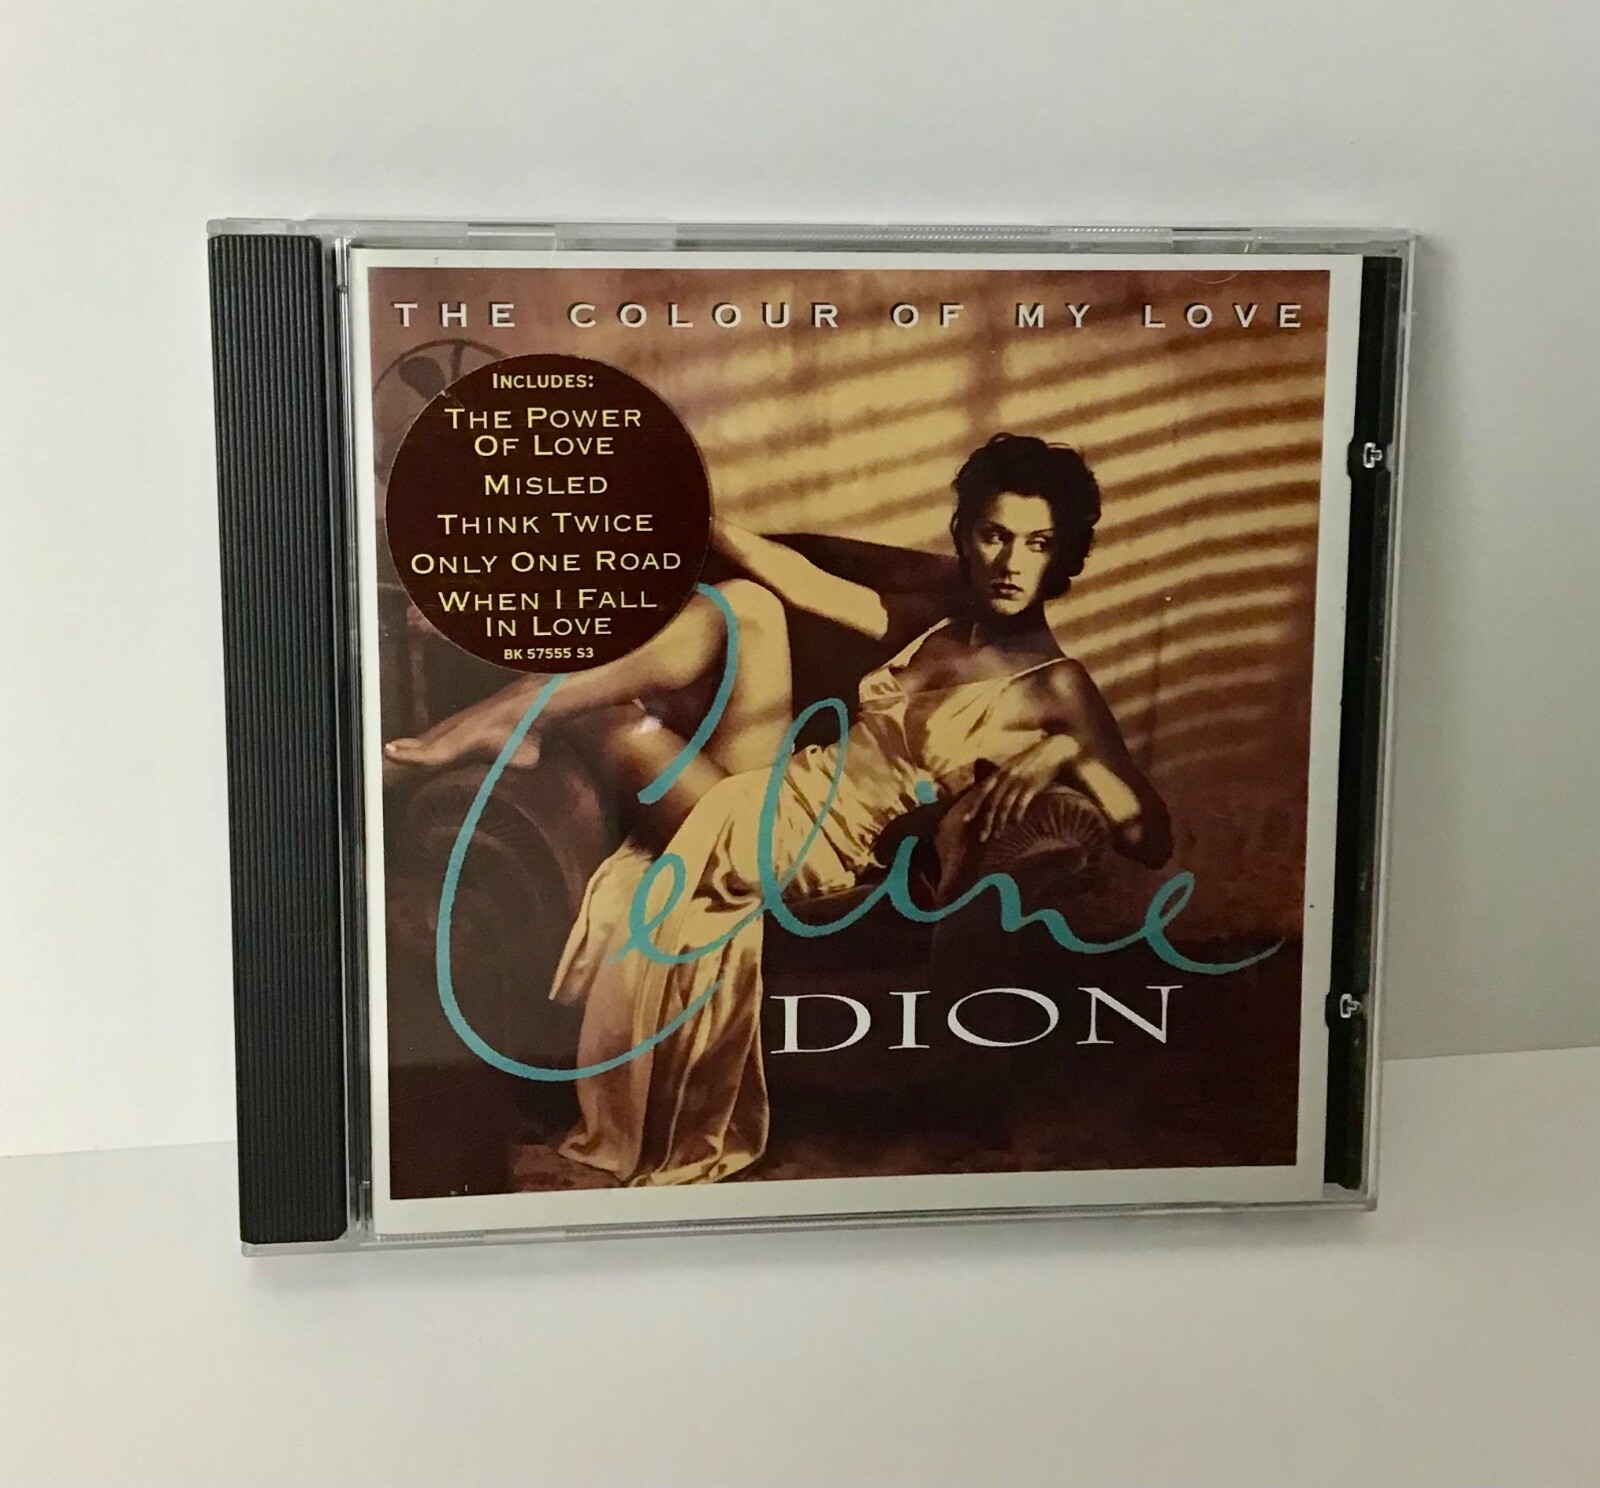 THE COLOUR OF MY LOVE
INCLUDES:
THE POWER
OF LOVE
MISLED
THINK TWICE
ONLY ONE ROAD
WHEN I FALL
IN LOVE
BK 57555 S3
Celine
DION